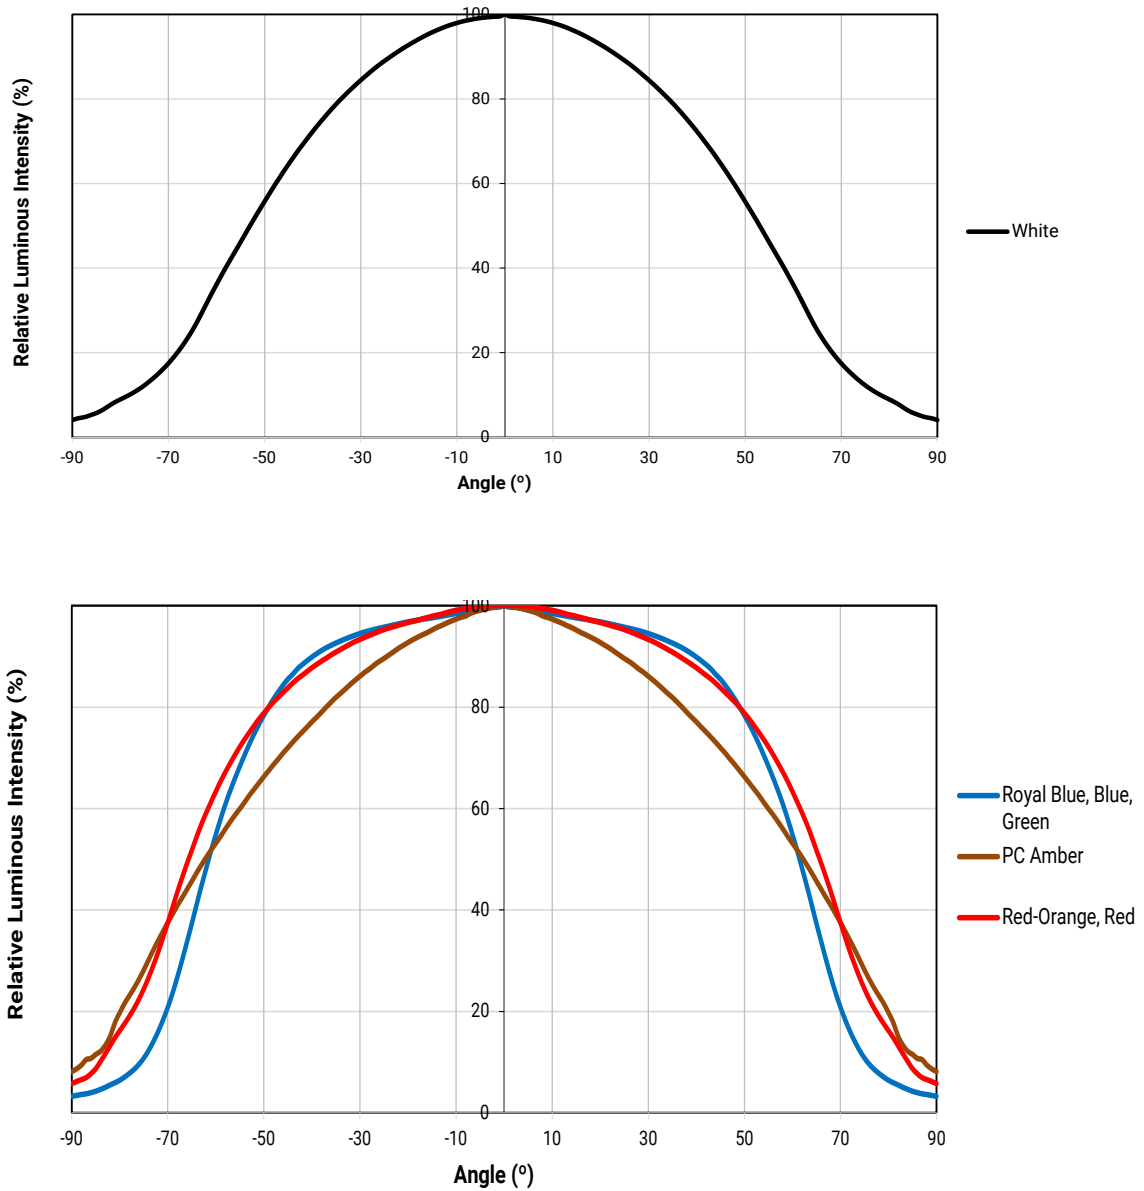 100
80
60
40
20
0
Relative Luminous Intensity (%)
-90 -70 -50 -30 -10 10 30 50 70 90
Angle (º)
White
100
80
60
40
20
0
Relative Luminous Intensity (%)
-90 -70 -50 -30 -10 10 30 50 70 90
Angle (º)
Royal Blue, Blue,
Green
PC Amber
Red-Orange, Red